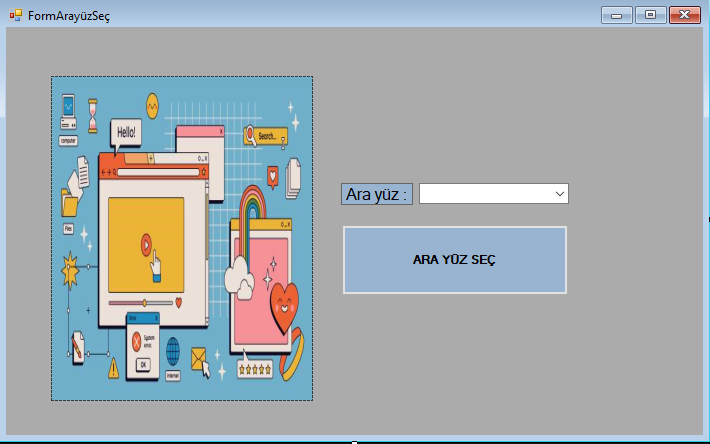 FormArayüzSeç
Hello!
Search...
computer
Files
Ara yüz :
ARA YÜZ SEÇ
System
error
OK
internet